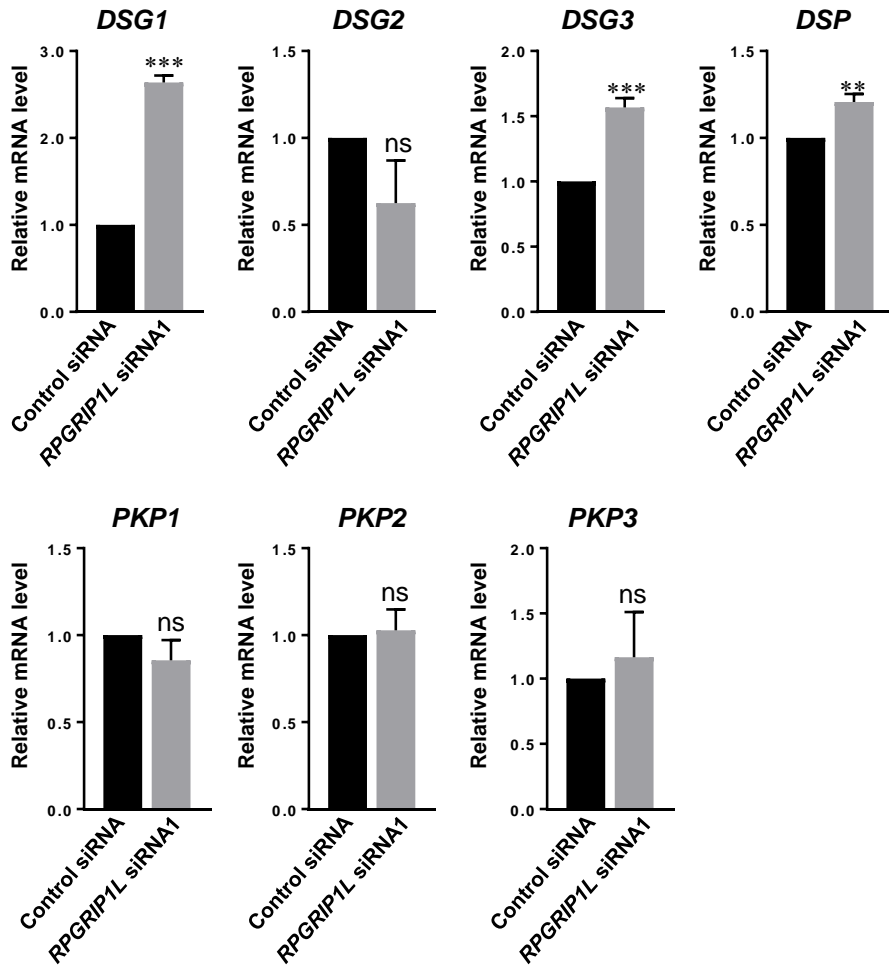 DSG1
Relative mRNA level
3.0
2.0
1.0
0.0
***
Control siRNA
RPGRIP1L siRNA1
DSG2
Relative mRNA level
1.5
1.0
0.5
0.0
ns
Control siRNA
RPGRIP1L siRNA1
DSG3
Relative mRNA level
2.0
1.5
1.0
0.5
0.0
***
Control siRNA
RPGRIP1L siRNA1
DSP
Relative mRNA level
1.5
1.0
0.5
0.0
**
Control siRNA
RPGRIP1L siRNA1
PKP1
Relative mRNA level
1.5
1.0
0.5
0.0
ns
Control siRNA
RPGRIP1L siRNA1
PKP2
Relative mRNA level
1.5
1.0
0.5
0.0
ns
Control siRNA
RPGRIP1L siRNA1
PKP3
Relative mRNA level
2.0
1.5
1.0
0.5
0.0
ns
Control siRNA
RPGRIP1L siRNA1